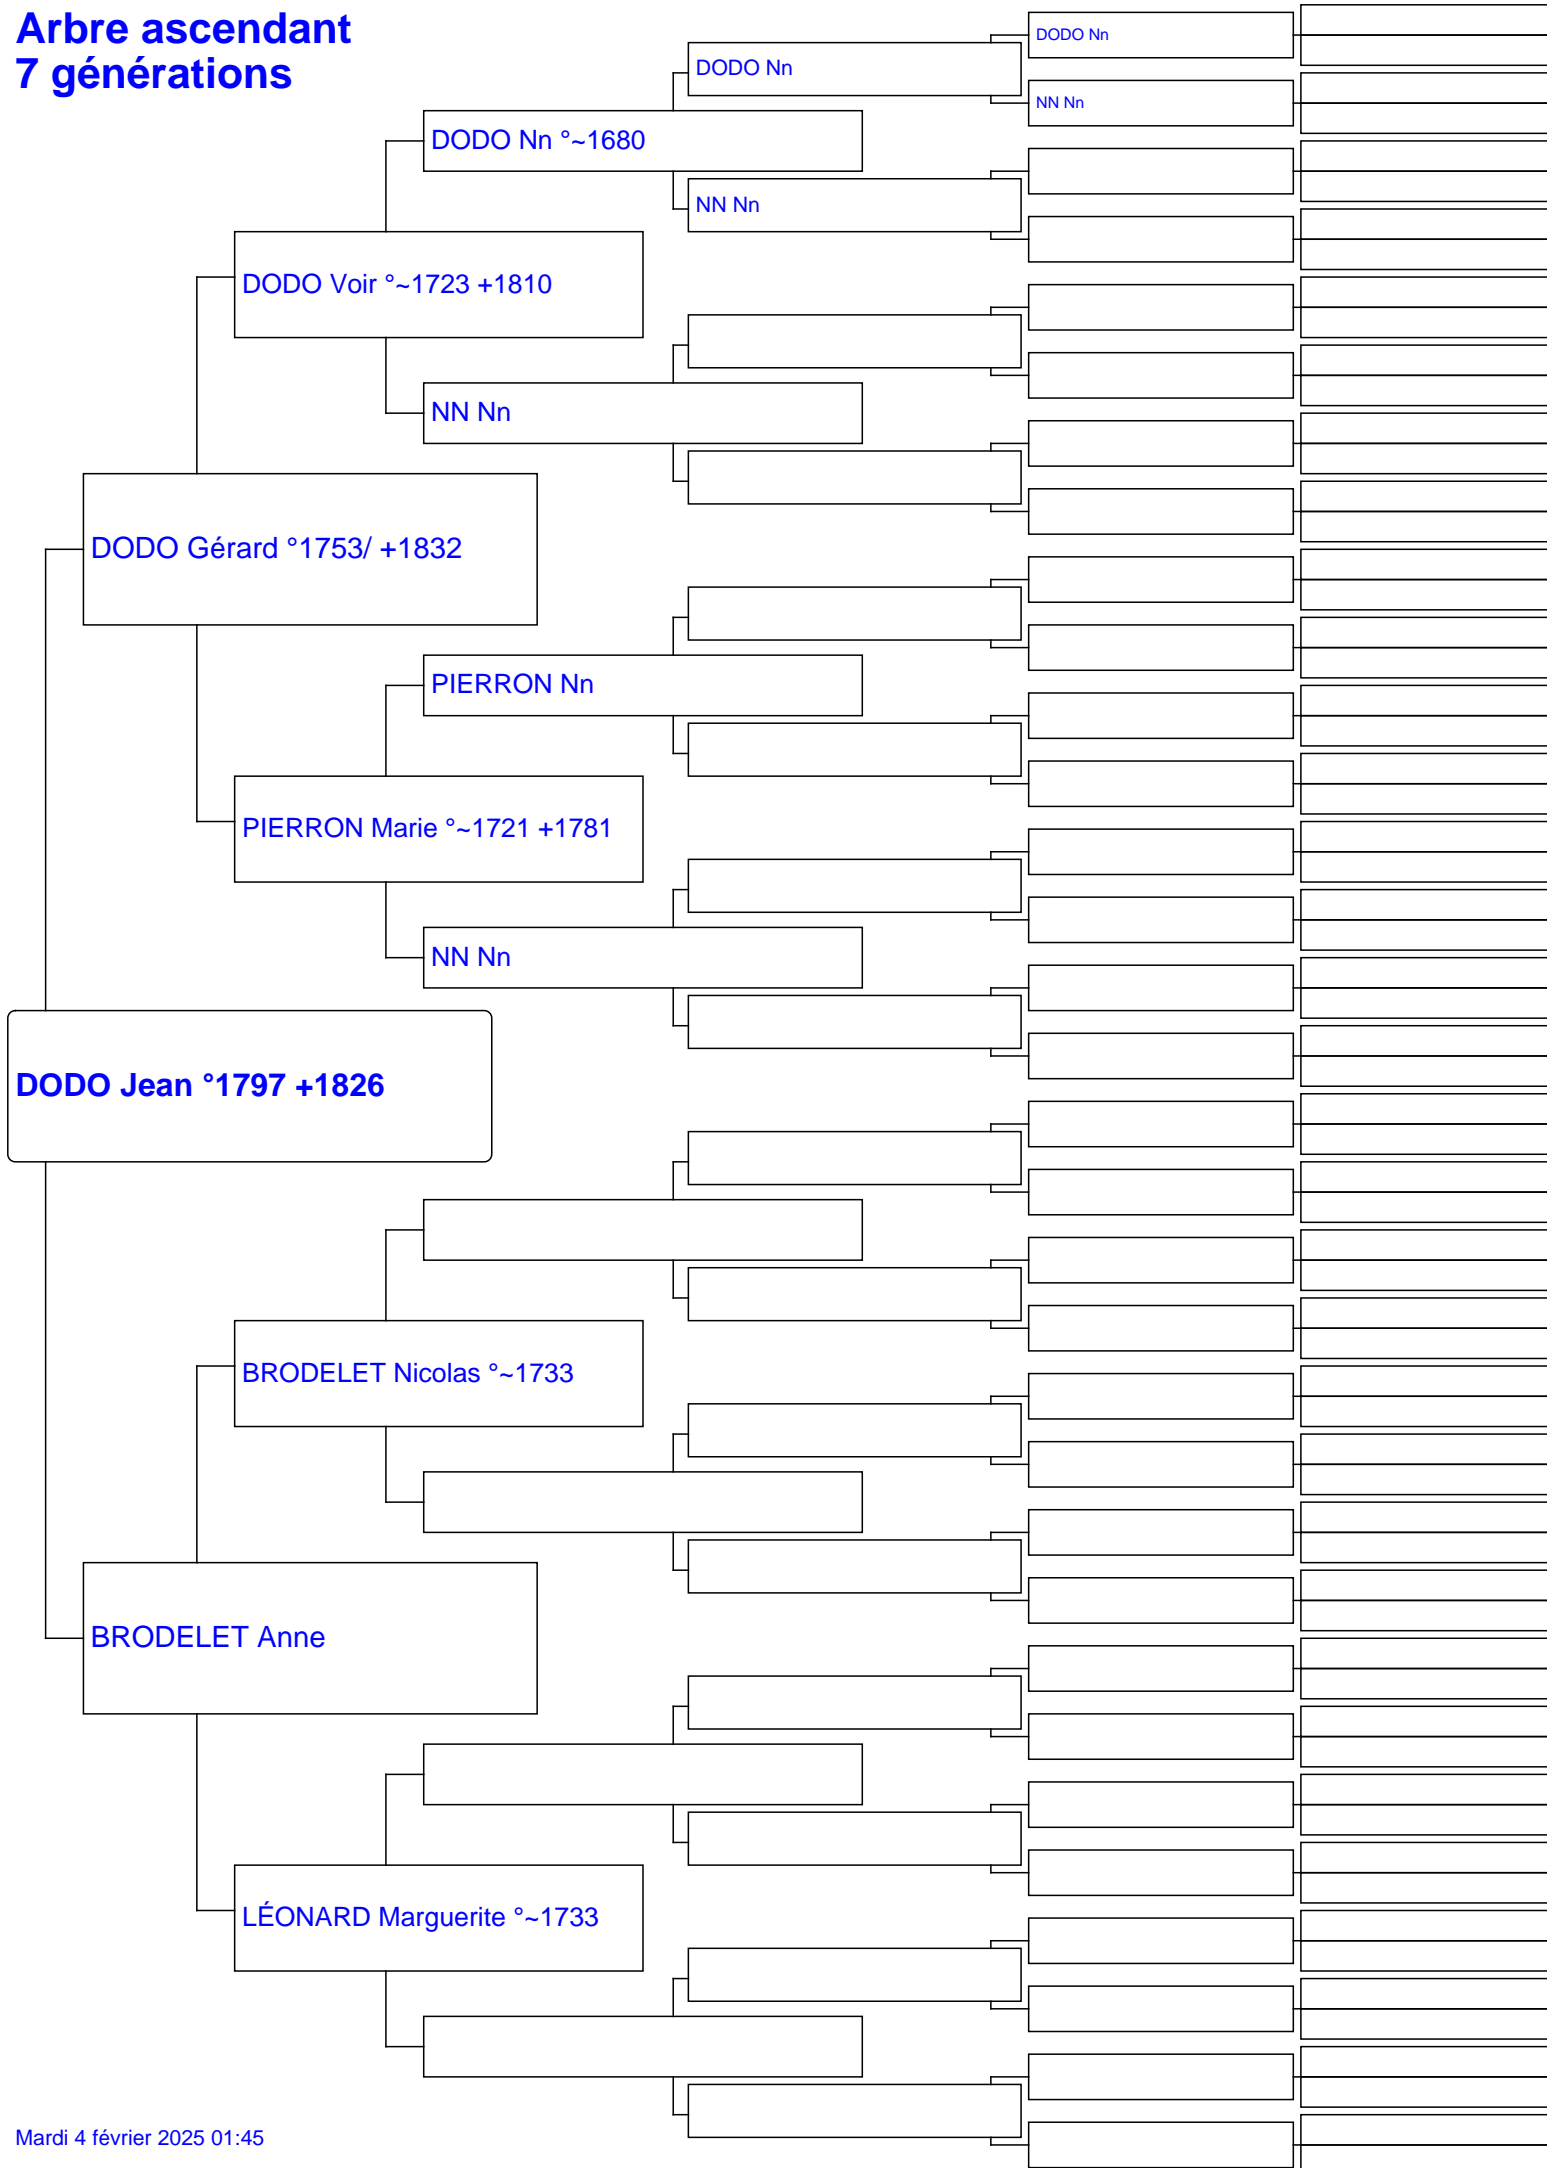 Arbre ascendant
7 générations
DODO Nn
NN Nn
DODO Nn
DODO Nn °~1680
NN Nn
DODO Voir °~1723 +1810
NN Nn
DODO Gérard °1753/ +1832
PIERRON Nn
PIERRON Marie °~1721 +1781
NN Nn
DODO Jean °1797 +1826
BRODELET Nicolas °~1733
BRODELET Anne
LÉONARD Marguerite °~1733
Mardi 4 février 2025 01:45